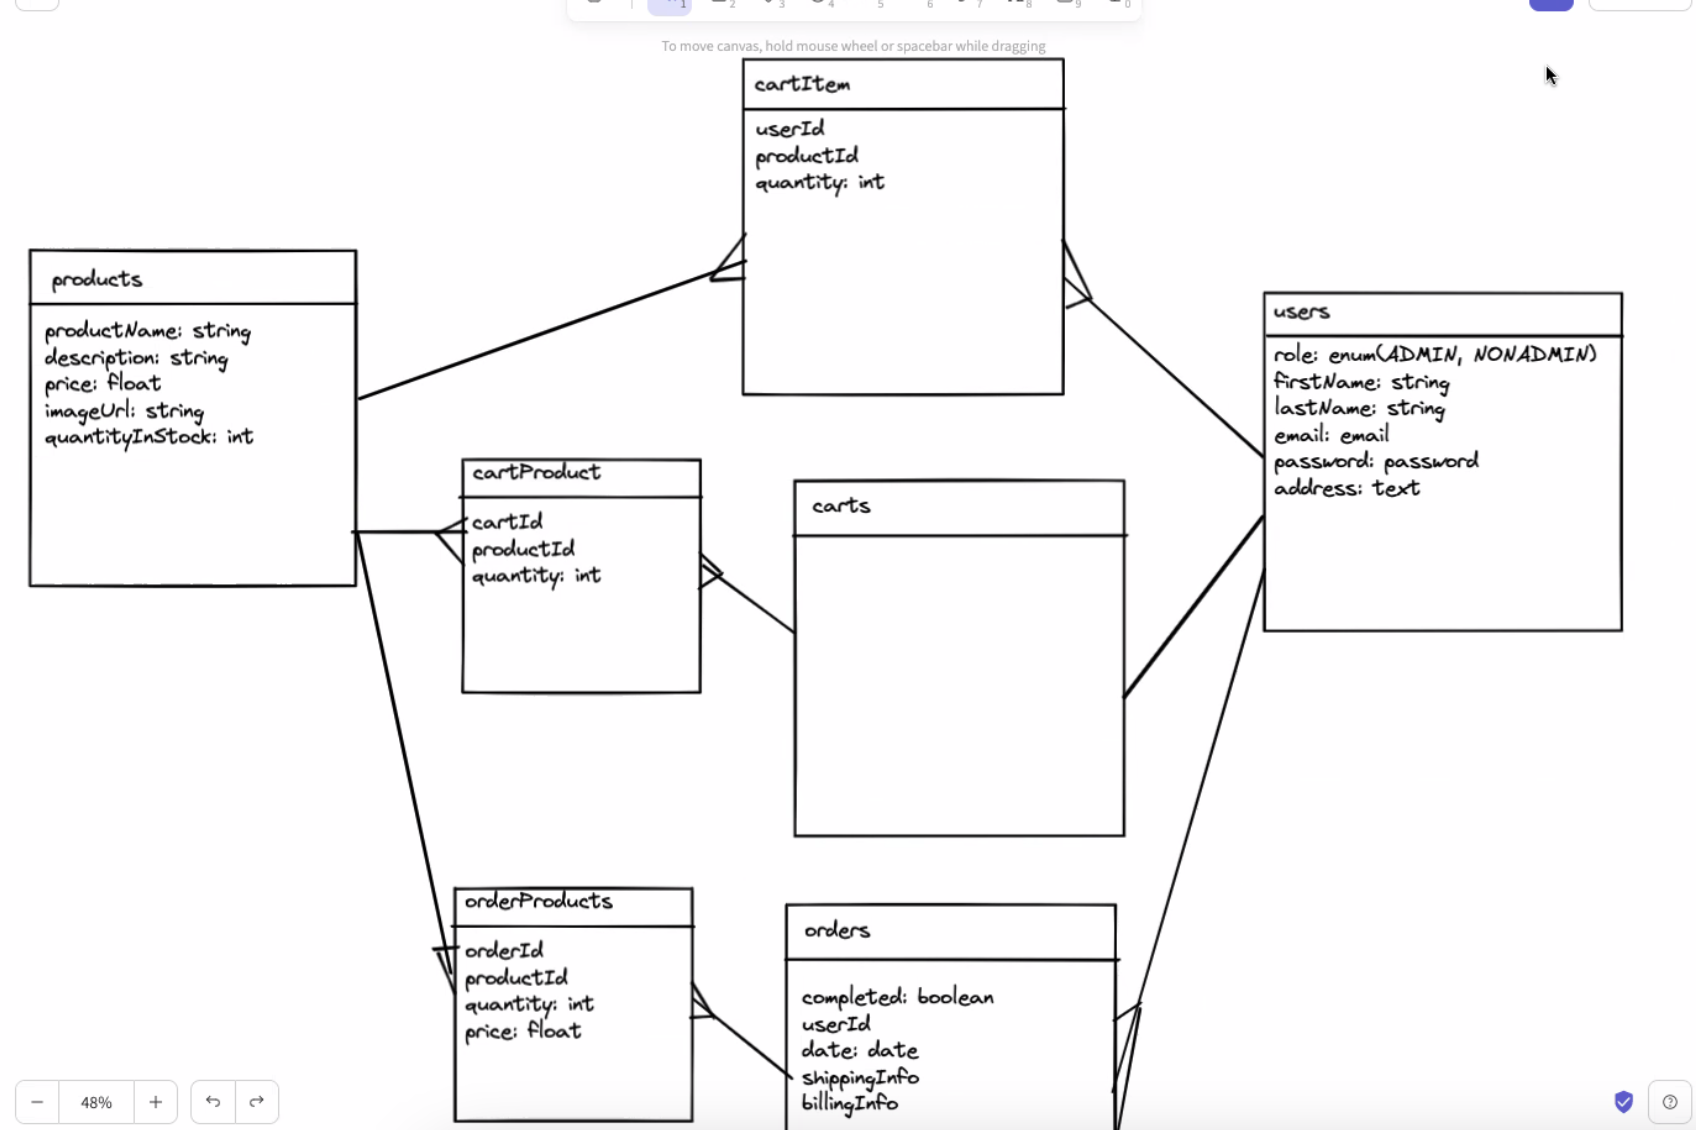 1 2 3 4 5 6 7 8 9 0
To move canvas, hold mouse wheel or spacebar while dragging
cartItem
userId
productId
quantity: int
products
productName: string
description: string
price: float
imageUrl: string
quantityInStock: int
users
role: enum(ADMIN, NONADMIN)
firstName: string
lastName: string
email: email
password: password
address: text
cartProduct
cartId
productId
quantity: int
carts
orderProducts
orderId
productId
quantity: int
price: float
orders
completed: boolean
userId
date: date
shippingInfo
billingInfo
48%